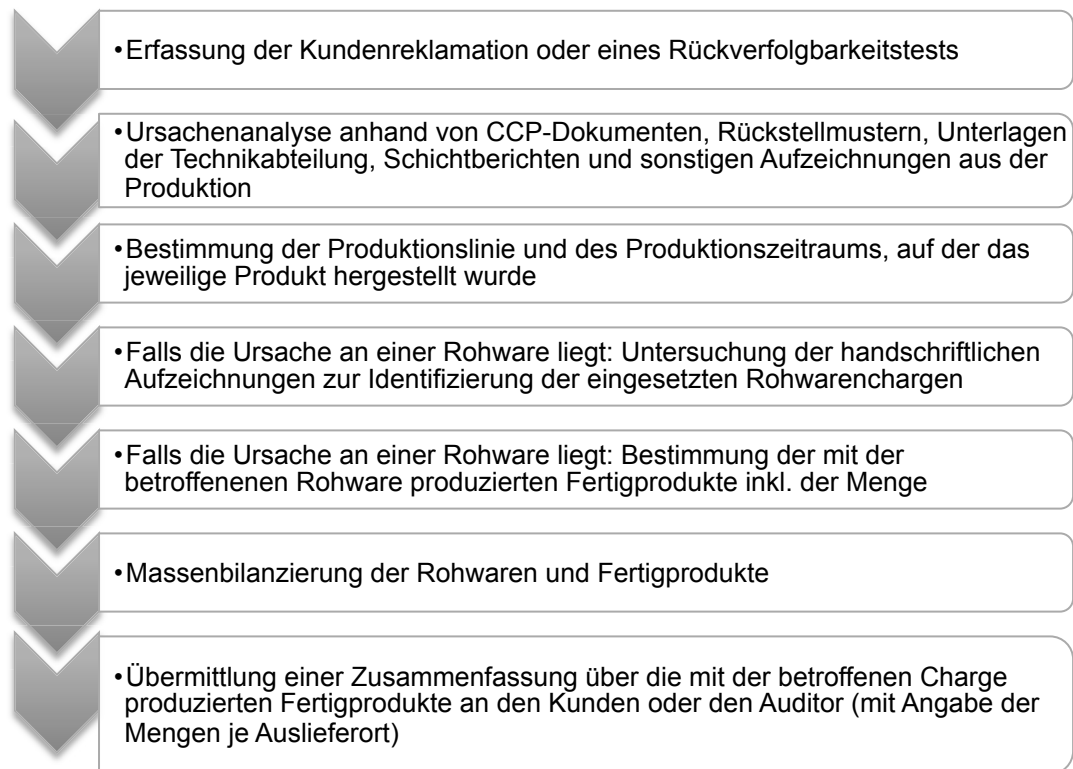 •Erfassung der Kundenreklamation oder eines Rückverfolgbarkeitstests
•Ursachenanalyse anhand von CCP-Dokumenten, Rückstellmustern, Unterlagen
der Technikabteilung, Schichtberichten und sonstigen Aufzeichnungen aus der
Produktion
•Bestimmung der Produktionslinie und des Produktionszeitraums, auf der das
jeweilige Produkt hergestellt wurde
•Falls die Ursache an einer Rohware liegt: Untersuchung der handschriftlichen
Aufzeichnungen zur Identifizierung der eingesetzten Rohwarenchargen
•Falls die Ursache an einer Rohware liegt: Bestimmung der mit der
betroffenenen Rohware produzierten Fertigprodukte inkl. der Menge
•Massenbilanzierung der Rohwaren und Fertigprodukte
•Übermittlung einer Zusammenfassung über die mit der betroffenen Charge
produzierten Fertigprodukte an den Kunden oder den Auditor (mit Angabe der
Mengen je Auslieferort)